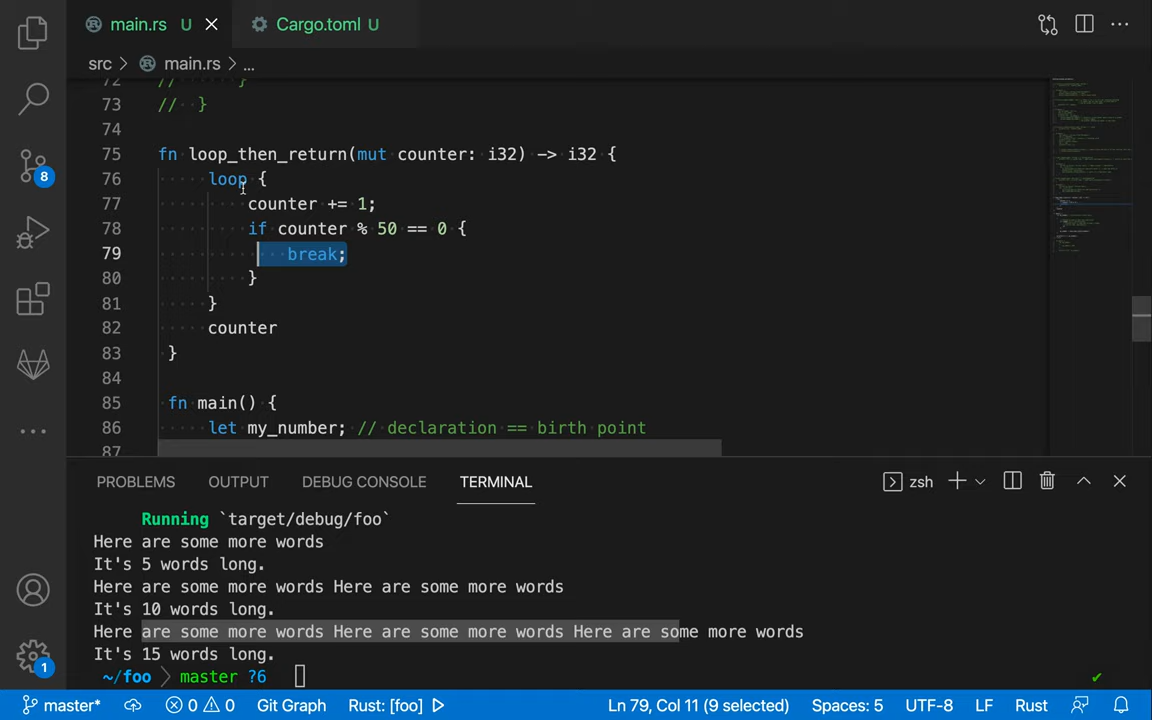 main.rs U Cargo.toml U
src > main.rs > ...
72 // }
73 // }
74
75 fn loop_then_return(mut counter: i32) -> i32 {
76 loop {
77 counter += 1;
78 if counter % 50 == 0 {
79 break;
80 }
81 }
82 counter
83 }
84
85 fn main() {
86 let my_number; // declaration == birth point
87
8
PROBLEMS OUTPUT DEBUG CONSOLE TERMINAL zsh
Running `target/debug/foo`
Here are some more words
It's 5 words long.
Here are some more words Here are some more words
It's 10 words long.
Here are some more words Here are some more words Here are some more words
It's 15 words long.
~/foo master ?6
1
master* 0 0 Git Graph Rust: [foo] Ln 79, Col 11 (9 selected) Spaces: 5 UTF-8 LF Rust